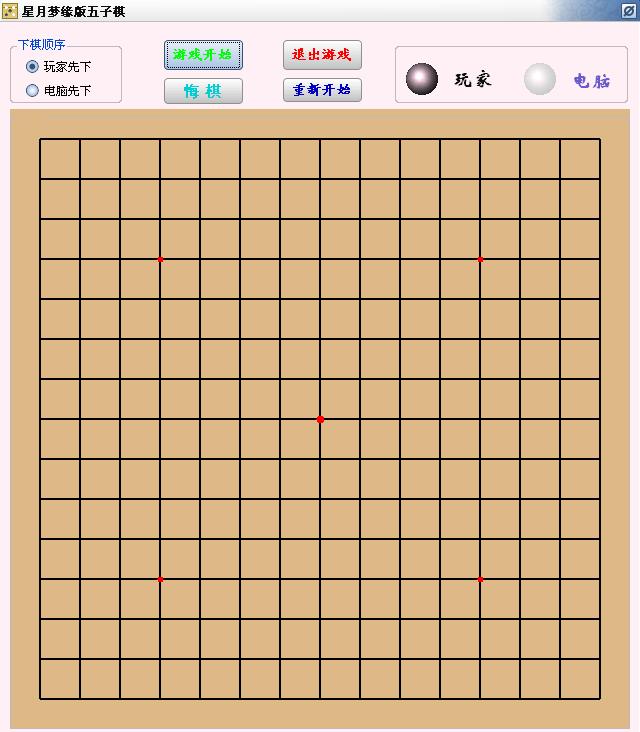 星月梦缘版五子棋
下棋顺序
玩家先下
电脑先下
游戏开始
退出游戏
悔棋
重新开始
玩家
电脑